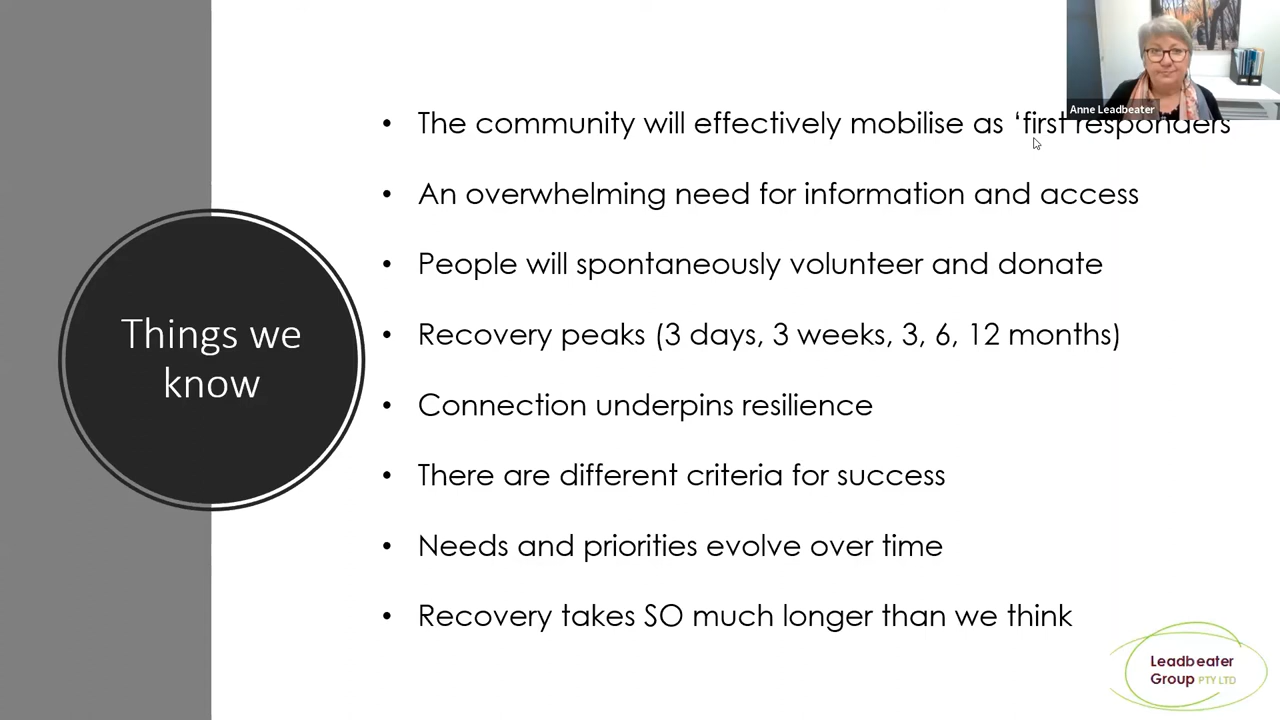 Things we
know
• The community will effectively mobilise as ‘first responders
• An overwhelming need for information and access
• People will spontaneously volunteer and donate
• Recovery peaks (3 days, 3 weeks, 3, 6, 12 months)
• Connection underpins resilience
• There are different criteria for success
• Needs and priorities evolve over time
• Recovery takes SO much longer than we think
Anne Leadbeater
Leadbeater
Group PTY LTD